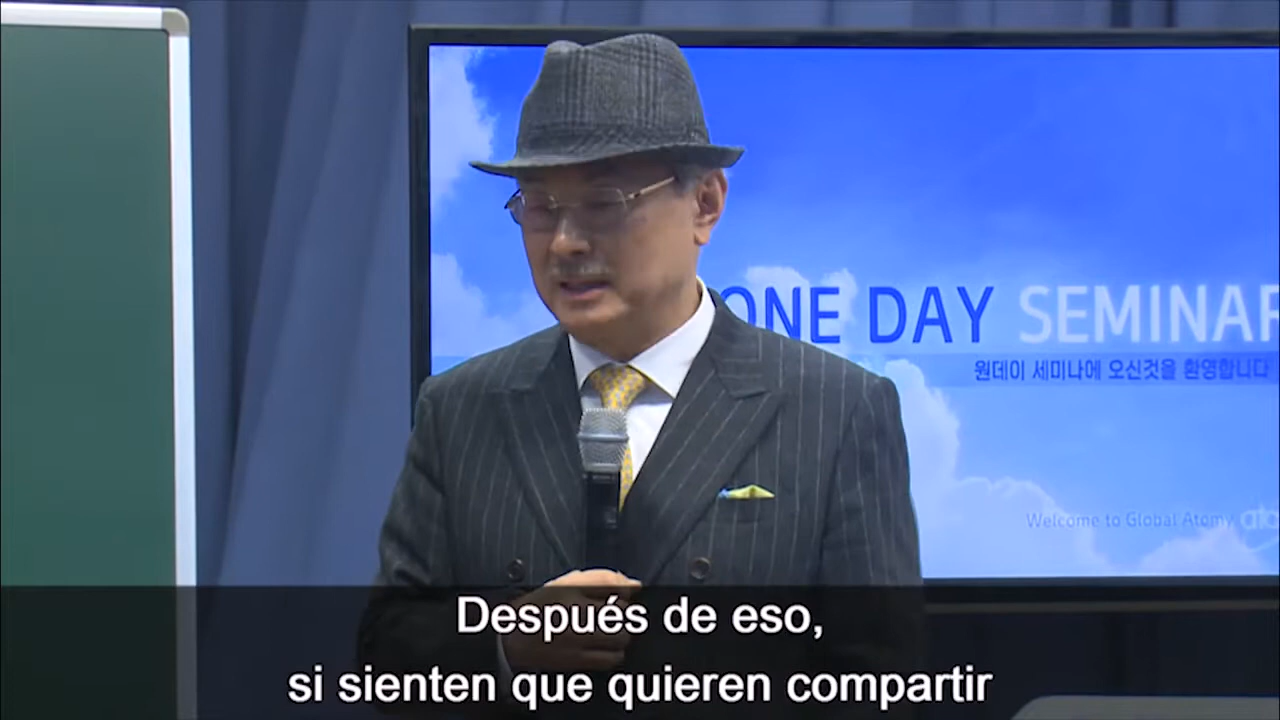 ONE DAY SEMINAR
원데이 세미나에 오신것을 환영합니다
Welcome to Global Atomy
Después de eso,
si sienten que quieren compartir